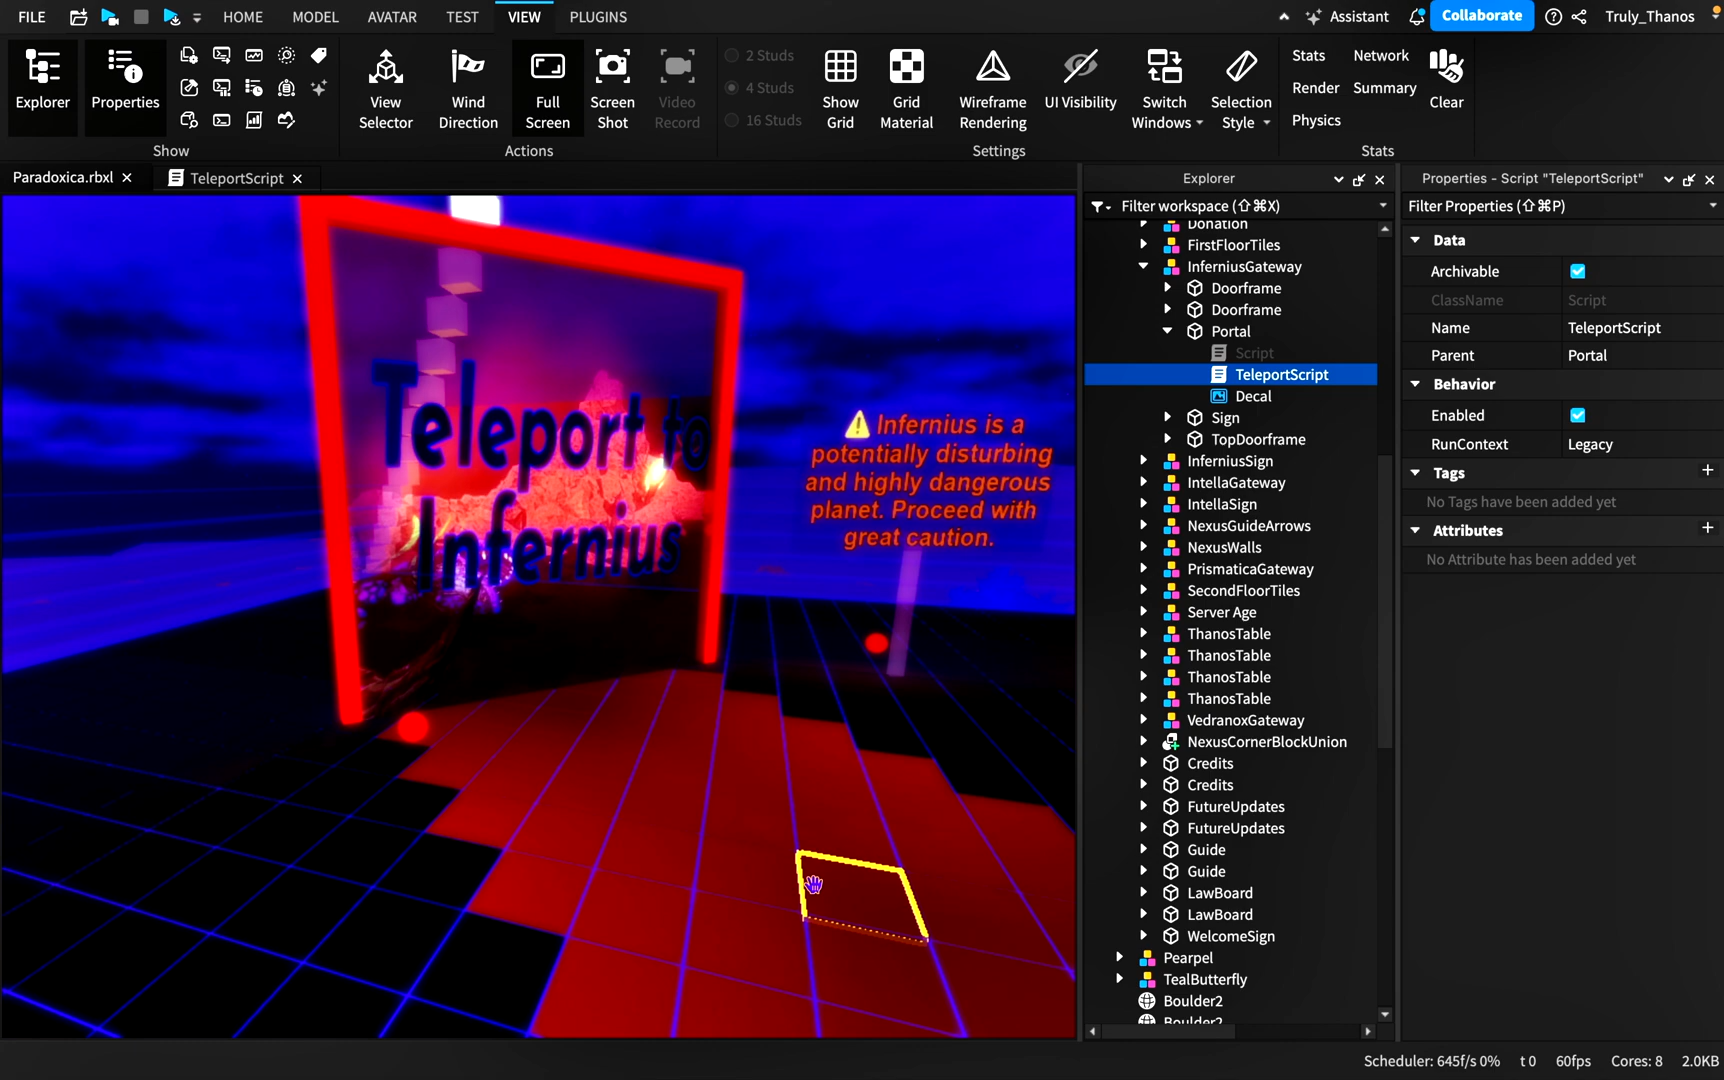 FILE HOME MODEL AVATAR TEST VIEW PLUGINS Assistant Collaborate Truly_Thanos
Explorer Properties View Selector Wind Direction Full Screen Screen Shot Video Record
2 Studs
4 Studs
16 Studs
Show Grid Grid Material Wireframe Rendering UI Visibility Switch Windows Selection Style
Stats Network
Render Summary
Physics
Clear
Show Actions Settings Stats
Paradoxica.rbxl TeleportScript
Teleport to
Infernius
⚠ Infernius is a
potentially disturbing
and highly dangerous
planet. Proceed with
great caution.
Explorer
Filter workspace (⇧⌘X)
Donation
FirstFloorTiles
InferniusGateway
Doorframe
Doorframe
Portal
Script
TeleportScript
Decal
Sign
TopDoorframe
InferniusSign
IntellaGateway
IntellaSign
NexusGuideArrows
NexusWalls
PrismaticaGateway
SecondFloorTiles
Server Age
ThanosTable
ThanosTable
ThanosTable
ThanosTable
VedranoxGateway
NexusCornerBlockUnion
Credits
Credits
FutureUpdates
FutureUpdates
Guide
Guide
LawBoard
LawBoard
WelcomeSign
Pearpel
TealButterfly
Boulder2
Boulder2
Properties - Script "TeleportScript"
Filter Properties (⇧⌘P)
Data
Archivable
ClassName Script
Name TeleportScript
Parent Portal
Behavior
Enabled
RunContext Legacy
Tags
No Tags have been added yet
Attributes
No Attribute has been added yet
Scheduler: 645f/s 0% t 0 60fps Cores: 8 2.0KB